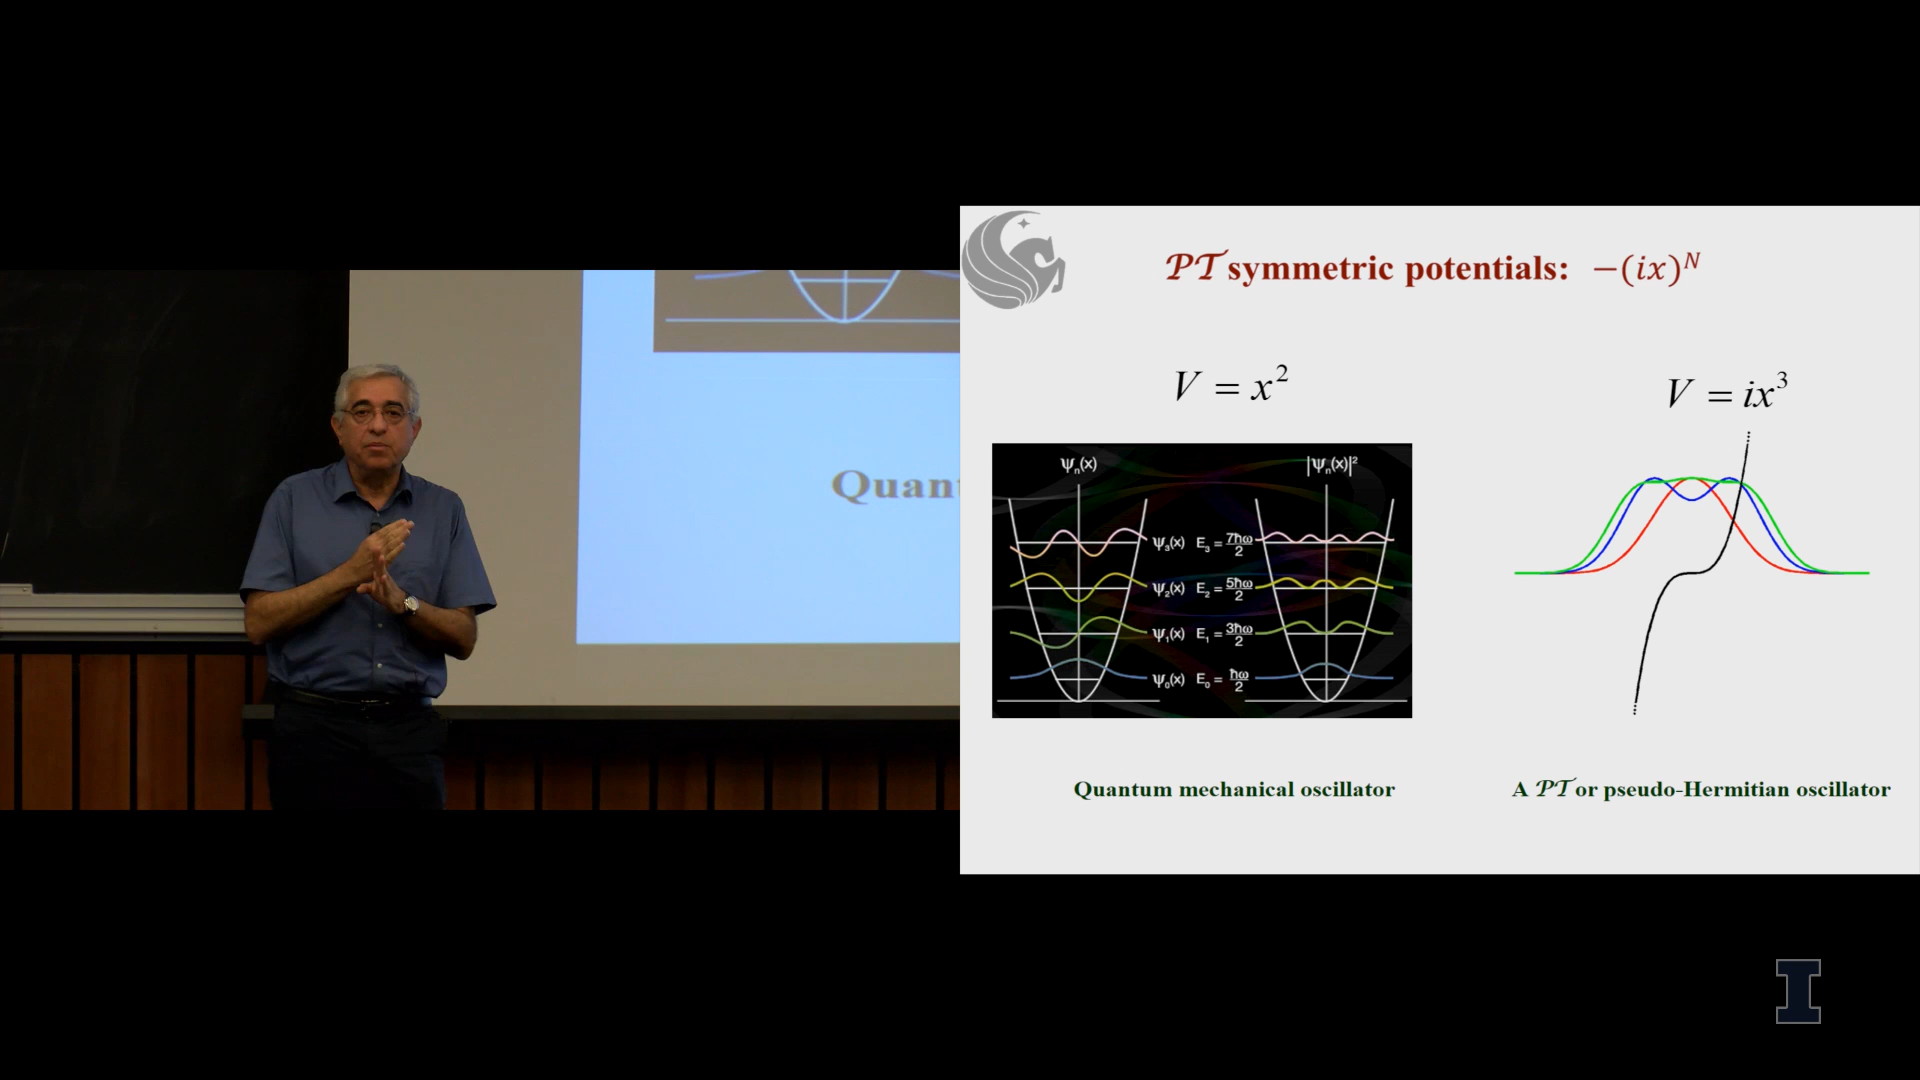 𝒫𝒯 symmetric potentials: −(ix)^N
V = x²
V = ix³
Ψₙ(x)
|Ψₙ(x)|²
Ψ₃(x) E₃ = 7ħω/2
Ψ₂(x) E₂ = 5ħω/2
Ψ₁(x) E₁ = 3ħω/2
Ψ₀(x) E₀ = ħω/2
Quantum mechanical oscillator
A 𝒫𝒯 or pseudo-Hermitian oscillator
Quant
I